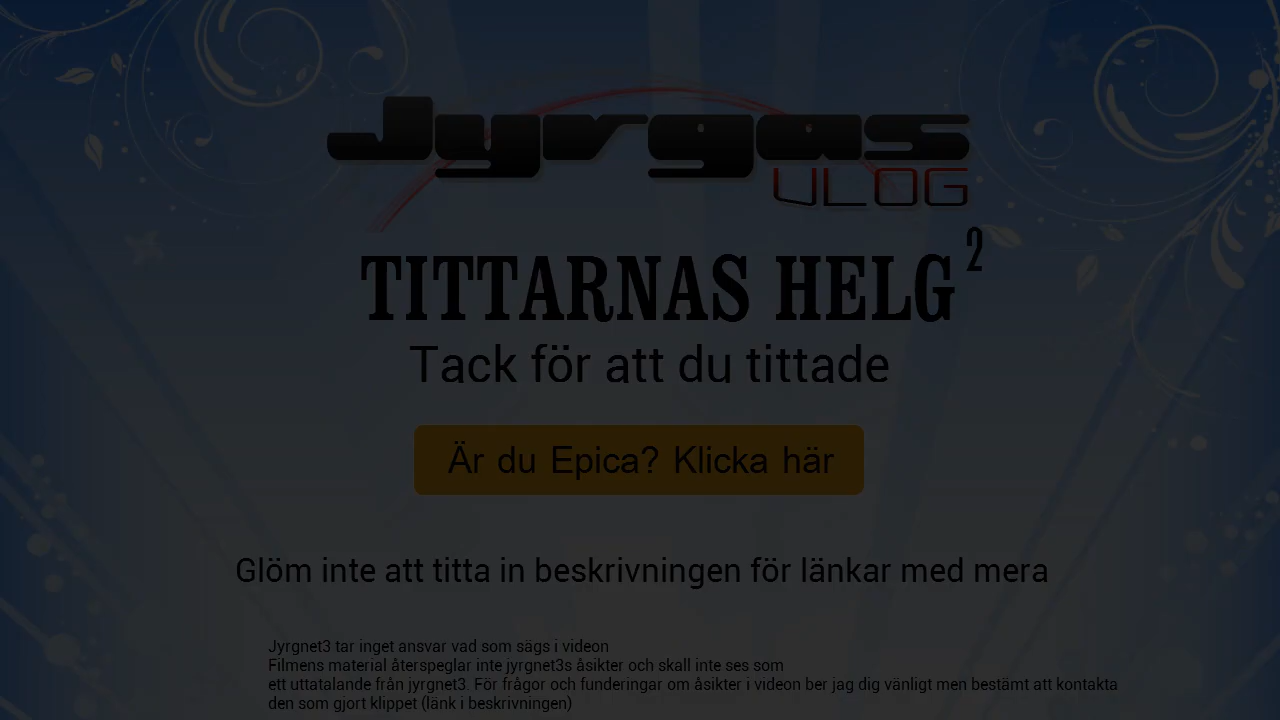 Jyrgas
VLOG
TITTARNAS HELG²
Tack för att du tittade
Är du Epica? Klicka här
Glöm inte att titta in beskrivningen för länkar med mera
Jyrgnet3 tar inget ansvar vad som sägs i videon
Filmens material återspeglar inte jyrgnet3s åsikter och skall inte ses som
ett uttatalande från jyrgnet3. För frågor och funderingar om åsikter i videon ber jag dig vänligt men bestämt att kontakta
den som gjort klippet (länk i beskrivningen)